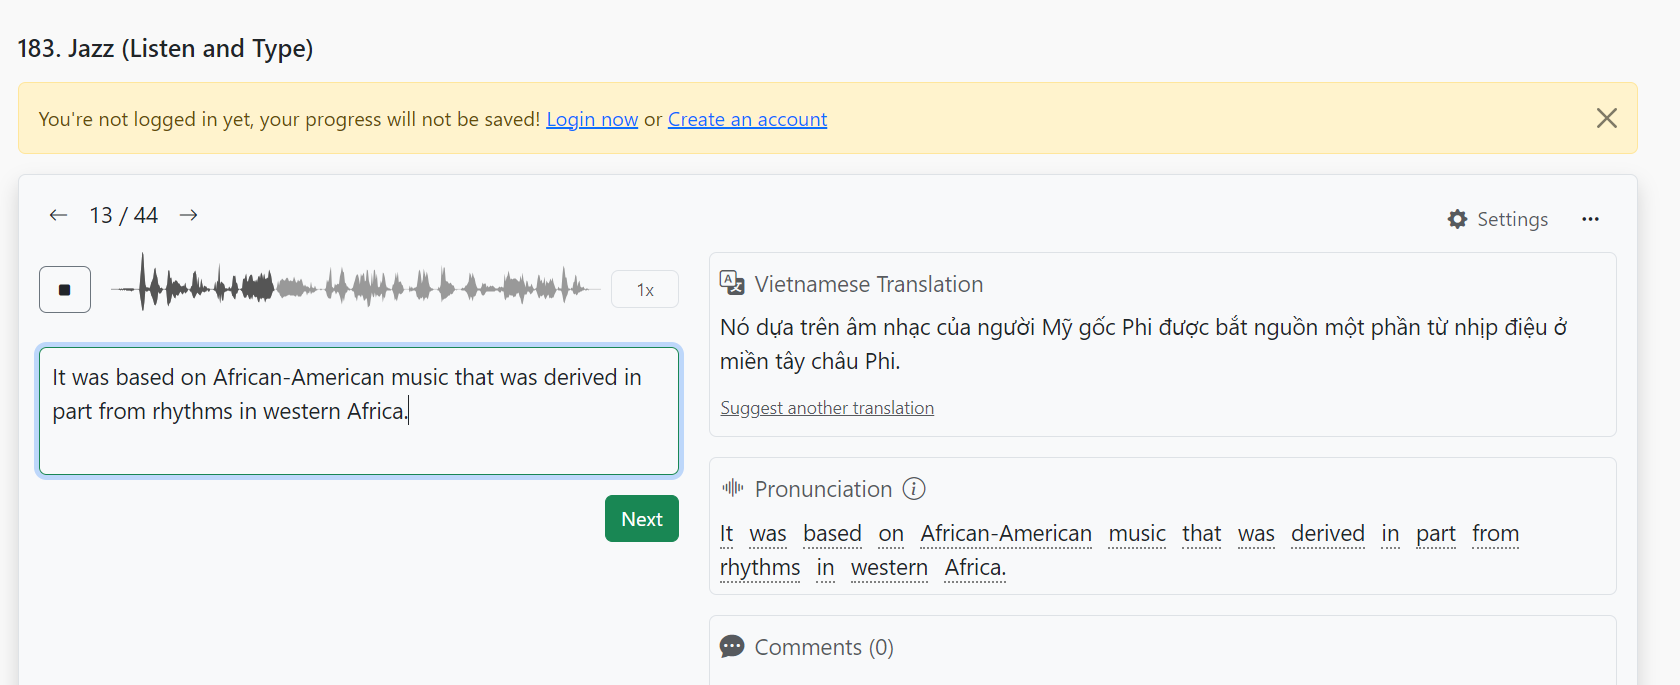 183. Jazz (Listen and Type)
You're not logged in yet, your progress will not be saved! Login now or Create an account
13 / 44
Settings
1x
It was based on African-American music that was derived in
part from rhythms in western Africa.
Next
Vietnamese Translation
Nó dựa trên âm nhạc của người Mỹ gốc Phi được bắt nguồn một phần từ nhịp điệu ở
miền tây châu Phi.
Suggest another translation
Pronunciation
It was based on African-American music that was derived in part from
rhythms in western Africa.
Comments (0)